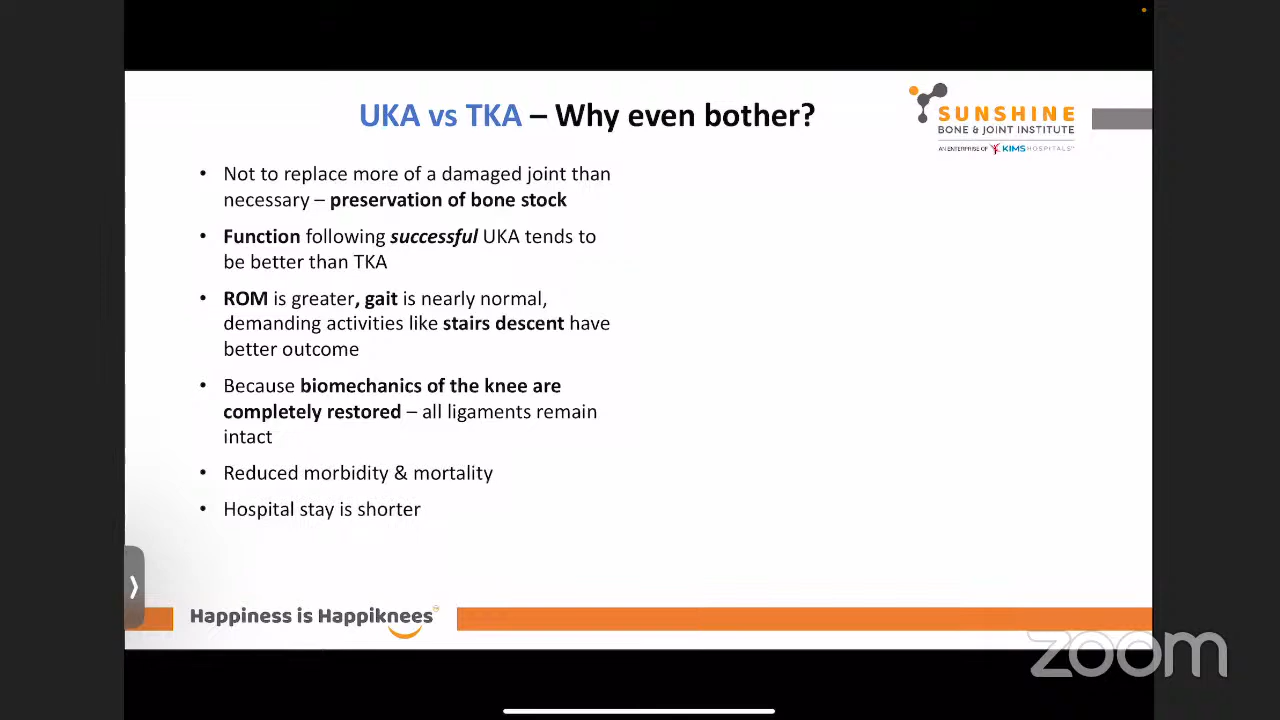 UKA vs TKA – Why even bother?
SUNSHINE
BONE & JOINT INSTITUTE
AN ENTERPRISE OF KIMS HOSPITALS
• Not to replace more of a damaged joint than
necessary – preservation of bone stock
• Function following successful UKA tends to
be better than TKA
• ROM is greater, gait is nearly normal,
demanding activities like stairs descent have
better outcome
• Because biomechanics of the knee are
completely restored – all ligaments remain
intact
• Reduced morbidity & mortality
• Hospital stay is shorter
Happiness is Happiknees
zoom